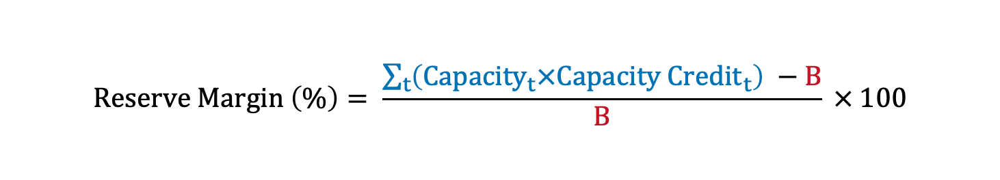 Reserve Margin (%) = ∑t(Capacityt×Capacity Creditt) − B / B × 100